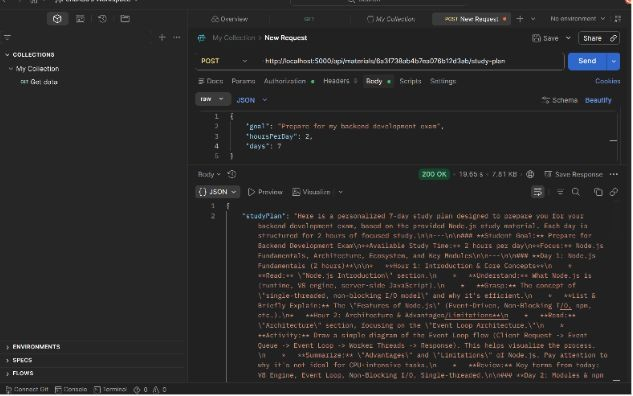 Overview
GET
My Collection
POST New Request
No environment
My Collection > New Request
Save
Share
COLLECTIONS
My Collection
GET Get data
POST
http://localhost:5000/api/materials/6a3f738ab4b7ea076b12d3ab/study-plan
Send
Docs Params Authorization Headers Body Scripts Settings
Cookies
raw
JSON
Schema
Beautify
1 {
2 "goal": "Prepare for my backend development exam",
3 "hoursPerDay": 2,
4 "days": 7
5 }
Body
200 OK
19.65 s
7.81 KB
Save Response
{} JSON
Preview
Visualize
1 {
2 "studyPlan": "Here is a personalized 7-day study plan designed to prepare you for your
backend development exam, based on the provided Node.js study material. Each day is
structured for 2 hours of focused study.\n\n---\n\n### **Student Goal:** Prepare for
Backend Development Exam\n**Available Study Time:** 2 hours per day\n**Focus:** Node.js
Fundamentals, Architecture, Ecosystem, and Key Modules\n\n---\n\n### **Day 1: Node.js
Fundamentals (2 hours)**\n\n* **Hour 1: Introduction & Core Concepts**\n *
**Read:** \"Node.js Introduction\" section.\n * **Understand:** What Node.js is
(runtime, V8 engine, server-side JavaScript).\n * **Grasp:** The concept of
\"single-threaded, non-blocking I/O model\" and why it's efficient.\n * **List &
Briefly Explain:** The \"Features of Node.js\" (Event-Driven, Non-Blocking I/O, npm,
etc.).\n* **Hour 2: Architecture & Advantages/Limitations**\n * **Read:**
\"Architecture\" section, focusing on the \"Event Loop Architecture.\"\n *
**Activity:** Draw a simple diagram of the Event Loop flow (Client Request -> Event
Queue -> Event Loop -> Worker Threads -> Response). This helps visualize the process.
\n * **Summarize:** \"Advantages\" and \"Limitations\" of Node.js. Pay attention to
why it's not ideal for CPU-intensive tasks.\n * **Review:** Key terms from today:
V8 Engine, Event Loop, Non-Blocking I/O, Single-threaded.\n\n### **Day 2: Modules & npm
ENVIRONMENTS
SPECS
FLOWS
Connect Git
Console
Terminal
0
0